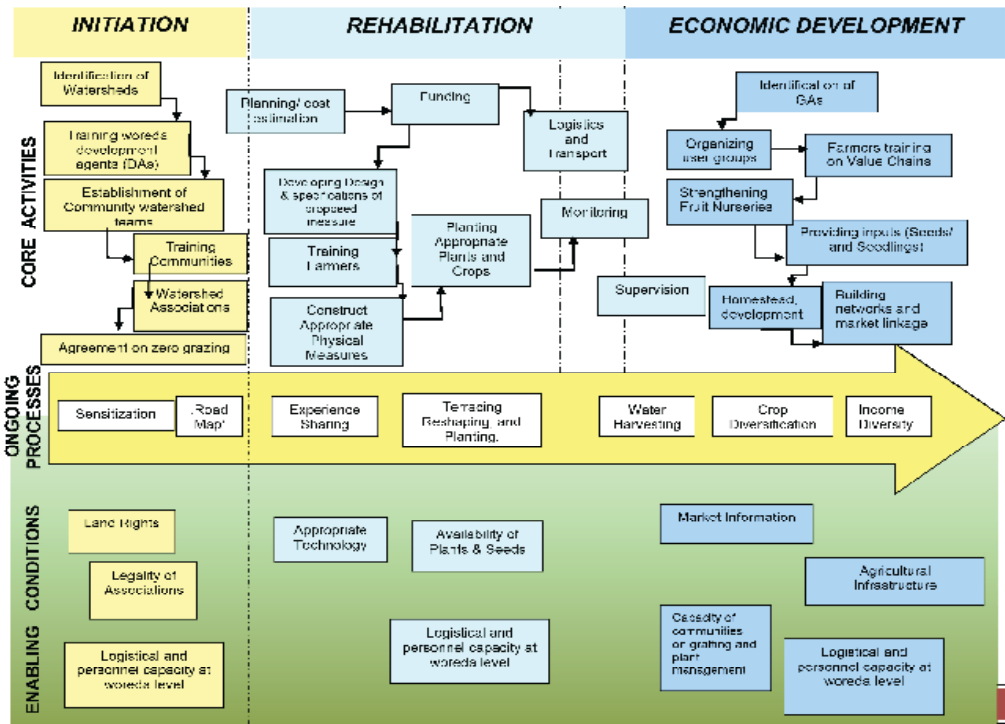 INITIATION
REHABILITATION
ECONOMIC DEVELOPMENT
CORE ACTIVITIES
Identification of
Watersheds
Training woreda
development
agents (DAs)
Establishment of
Community watershed
teams
Training
Communities
Watershed
Associations
Agreement on zero grazing
Planning/ cost
estimation
Funding
Logistics
and
Transport
Developing Design
& specifications of
proposed
measure
Training
Farmers
Construct Appropriate
Physical
Measures
Planting
Appropriate
Plants and
Crops
Monitoring
Supervision
Identification of
GAs
Organizing
user groups
Farmers training
on Value Chains
Strengthening
Fruit Nurseries
Providing inputs (Seeds/
and Seedlings)
Homestead,
development
Building
networks and
market linkage
ONGOING
PROCESSES
Sensitization
Road
Map'
Experience
Sharing
Terracing
Reshaping, and
Planting.
Water
Harvesting
Crop
Diversification
Income
Diversity
ENABLING CONDITIONS
Land Rights
Legality of
Associations
Logistical and
personnel capacity at
woreda level
Appropriate
Technology
Availability of
Plants & Seeds
Logistical and
personnel capacity at
woreda level
Market Information
Agricultural
Infrastructure
Capacity of
communities
on grafting and
plant
management
Logistical and
personnel capacity at
woreda level